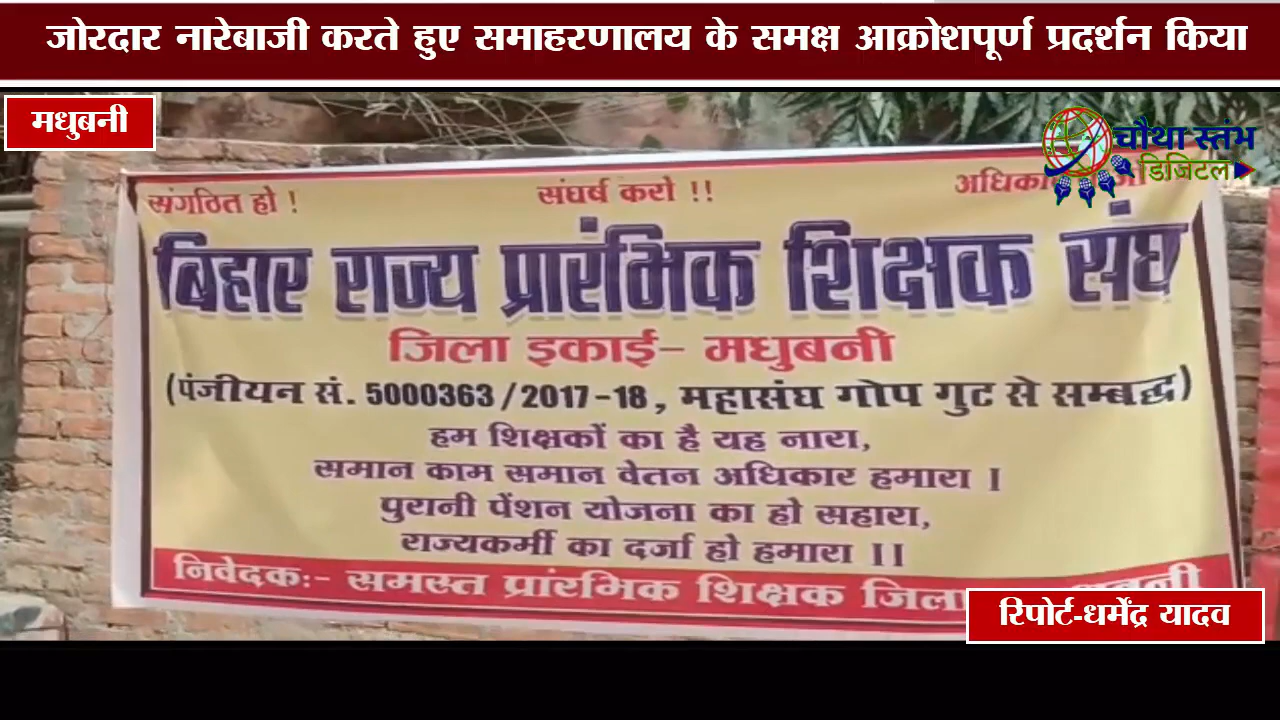 जोरदार नारेबाजी करते हुए समाहरणालय के समक्ष आक्रोशपूर्ण प्रदर्शन किया
मधुबनी
चौथा स्तंभ
डिजिटल
संगठित हो ! संघर्ष करो !!
बिहार राज्य प्रारंभिक शिक्षक संघ
जिला इकाई- मधुबनी
(पंजीयन सं. 5000363/2017-18, महासंघ गोप गुट से सम्बद्ध)
हम शिक्षकों का है यह नारा,
समान काम समान वेतन अधिकार हमारा ।
पुरानी पेंशन योजना का हो सहारा,
राज्यकर्मी का दर्जा हो हमारा ।।
निवेदकः- समस्त प्रांरमिक शिक्षक जिला
रिपोर्ट-धर्मेंद्र यादव